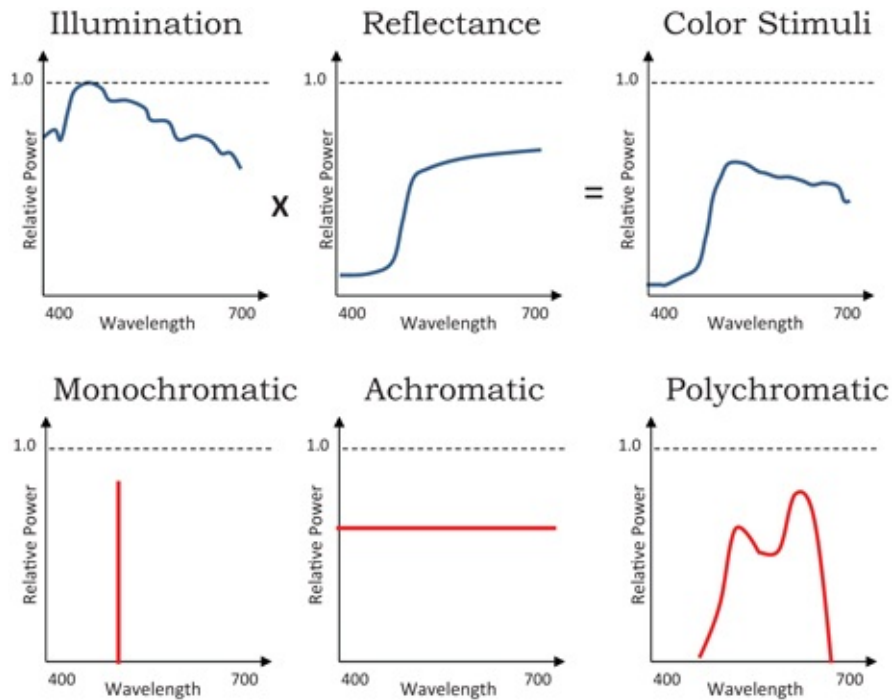 Illumination
Reflectance
Color Stimuli
1.0
Relative Power
400
700
Wavelength
X
1.0
Relative Power
400
700
Wavelength
=
1.0
Relative Power
400
700
Wavelength
Monochromatic
Achromatic
Polychromatic
1.0
Relative Power
400
700
Wavelength
1.0
Relative Power
400
700
Wavelength
1.0
Relative Power
400
700
Wavelength